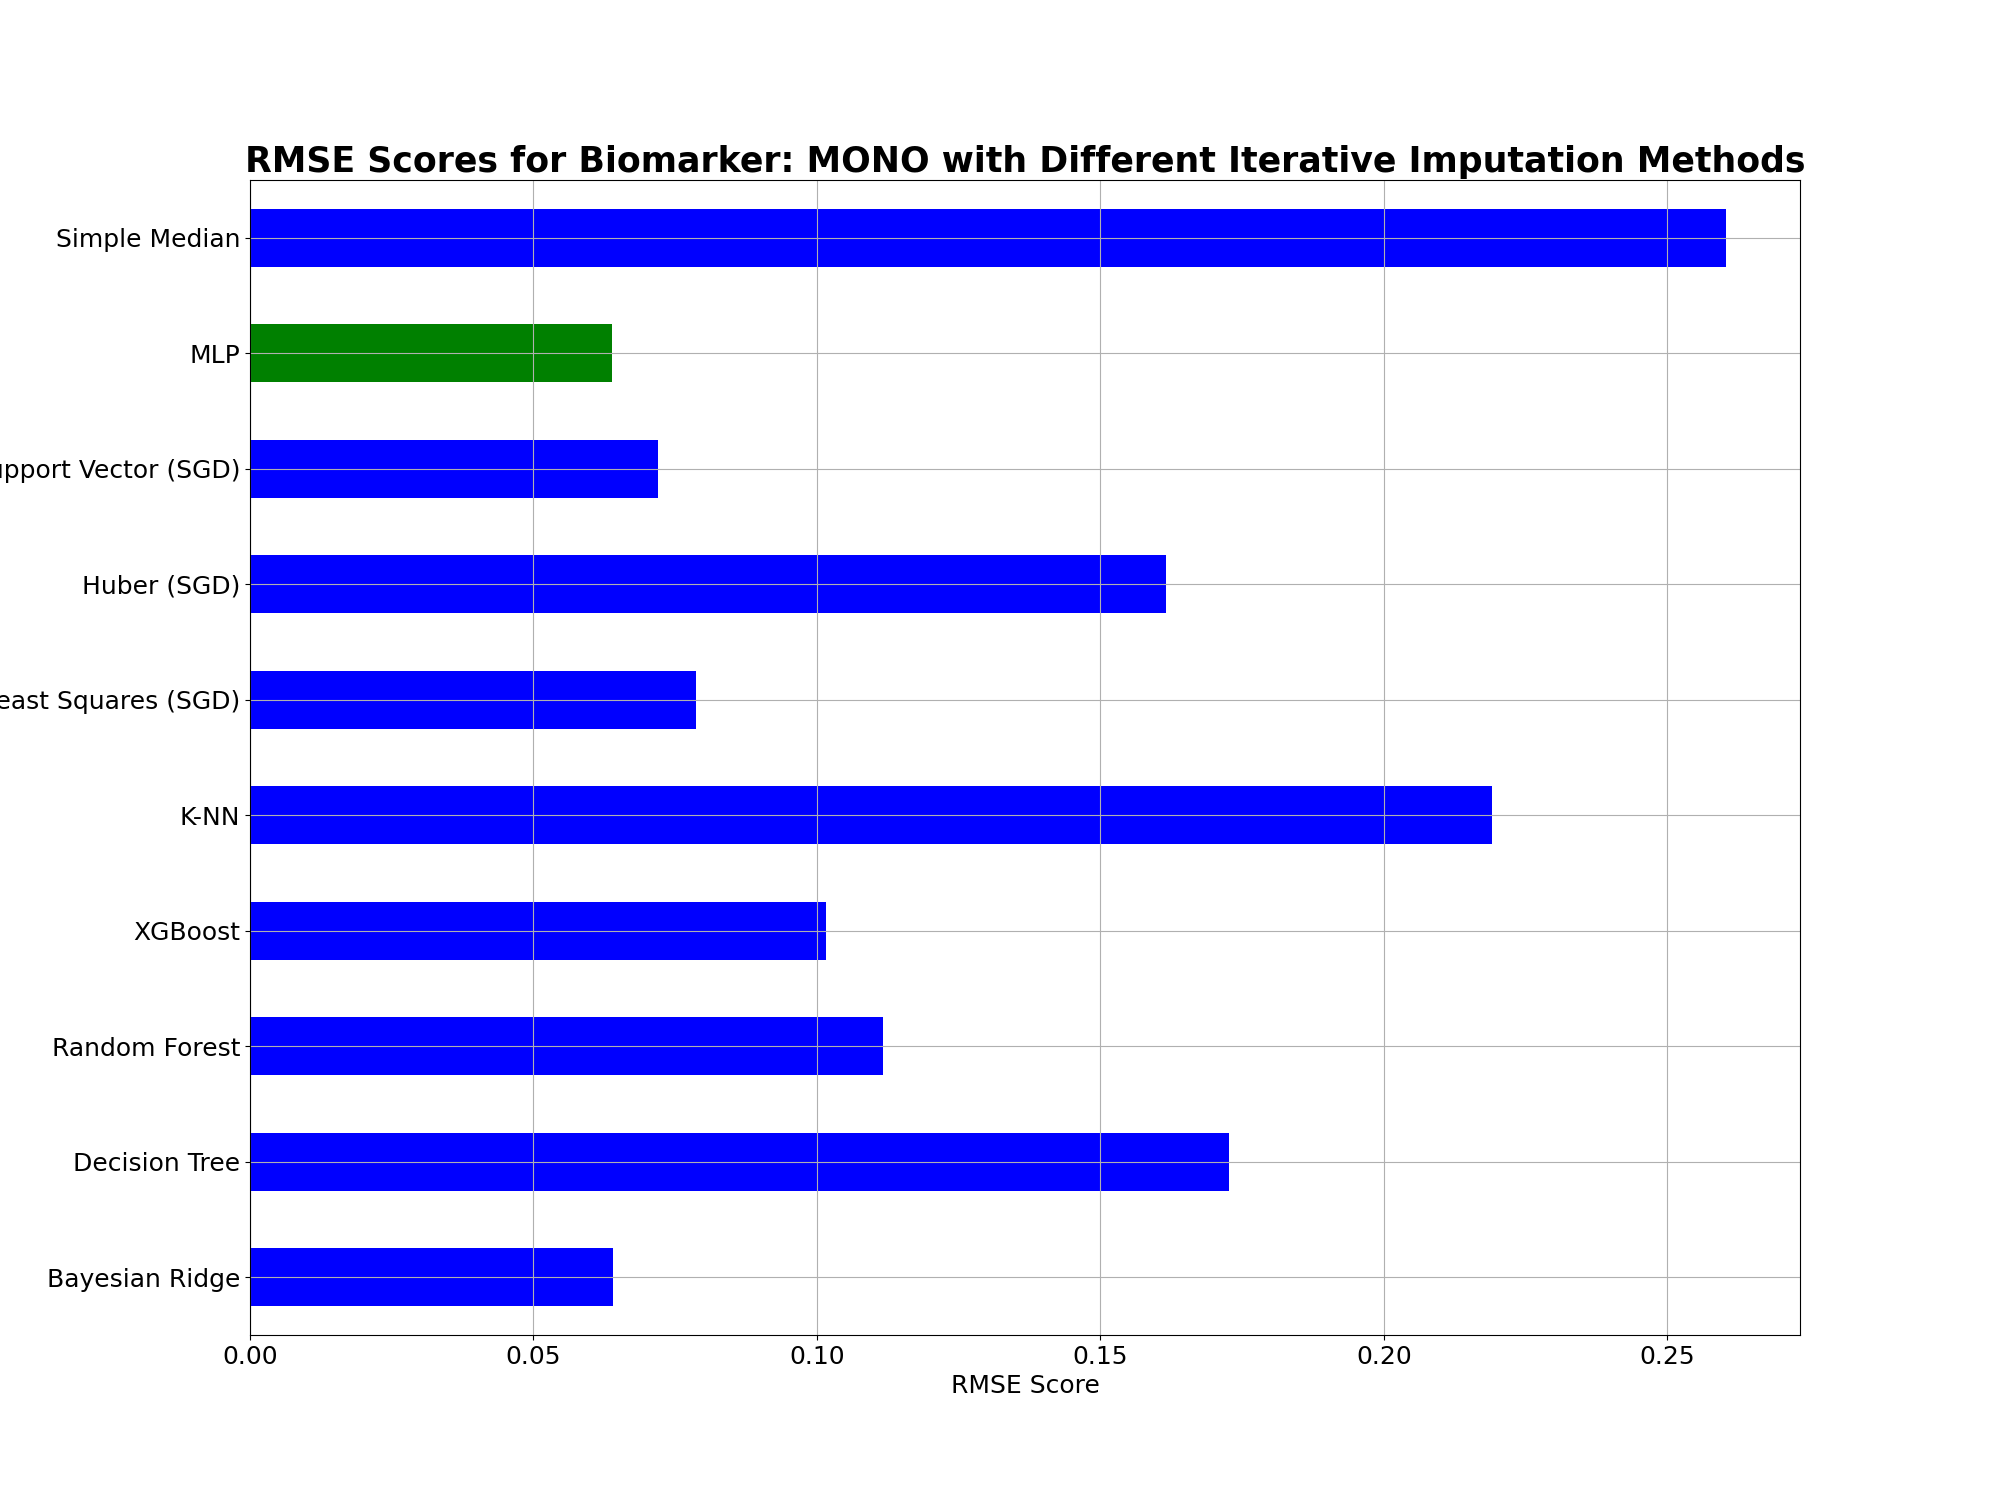 RMSE Scores for Biomarker: MONO with Different Iterative Imputation Methods
Simple Median
MLP
Vector (SGD)
Huber (SGD)
Squares (SGD)
K-NN
XGBoost
Random Forest
Decision Tree
Bayesian Ridge
0.00 0.05 0.10 0.15 0.20 0.25
RMSE Score